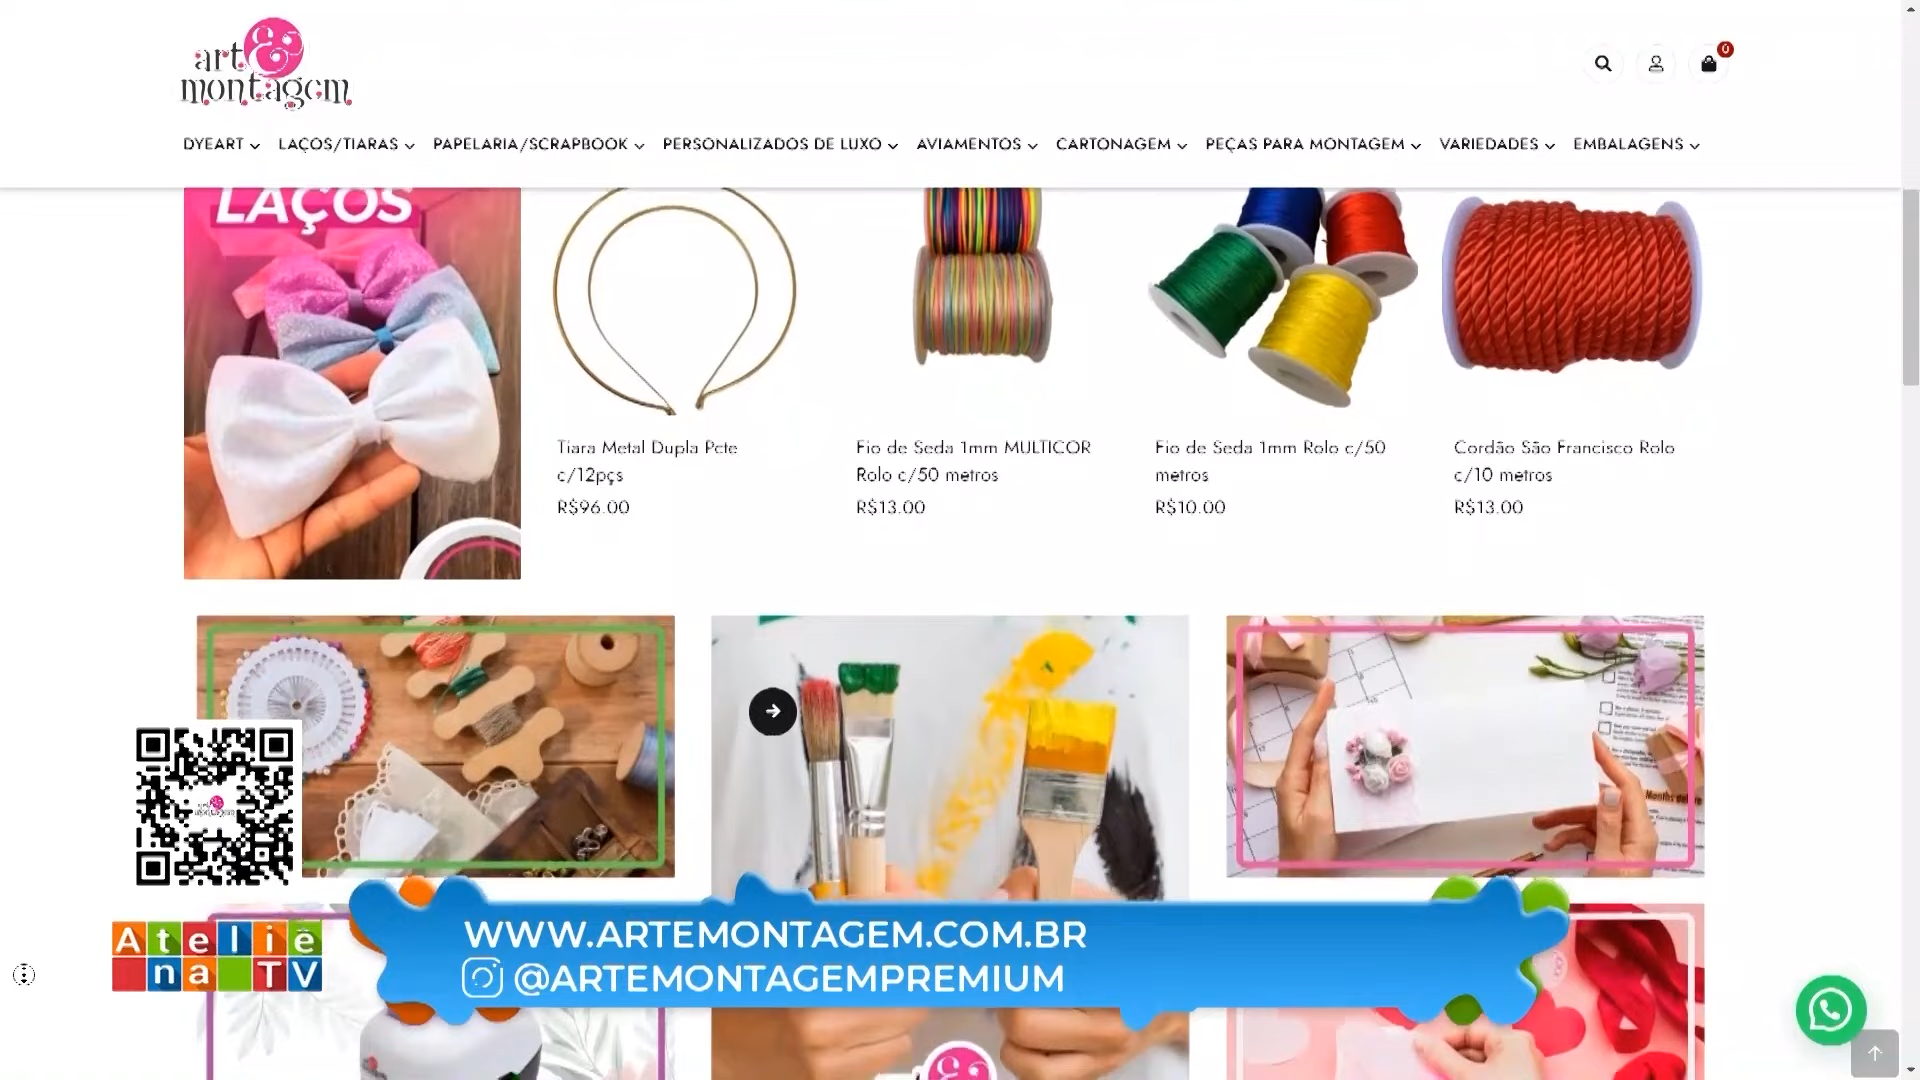 art &
montagem
0
DYEART
LAÇOS/TIARAS
PAPELARIA/SCRAPBOOK
PERSONALIZADOS DE LUXO
AVIAMENTOS
CARTONAGEM
PEÇAS PARA MONTAGEM
VARIEDADES
EMBALAGENS
LAÇOS
Tiara Metal Dupla Pcte
c/12pçs
R$96.00
Fio de Seda 1mm MULTICOR
Rolo c/50 metros
R$13.00
Fio de Seda 1mm Rolo c/50
metros
R$10.00
Cordão São Francisco Rolo
c/10 metros
R$13.00
Ateliê
na TV
WWW.ARTEMONTAGEM.COM.BR
@ARTEMONTAGEMPREMIUM